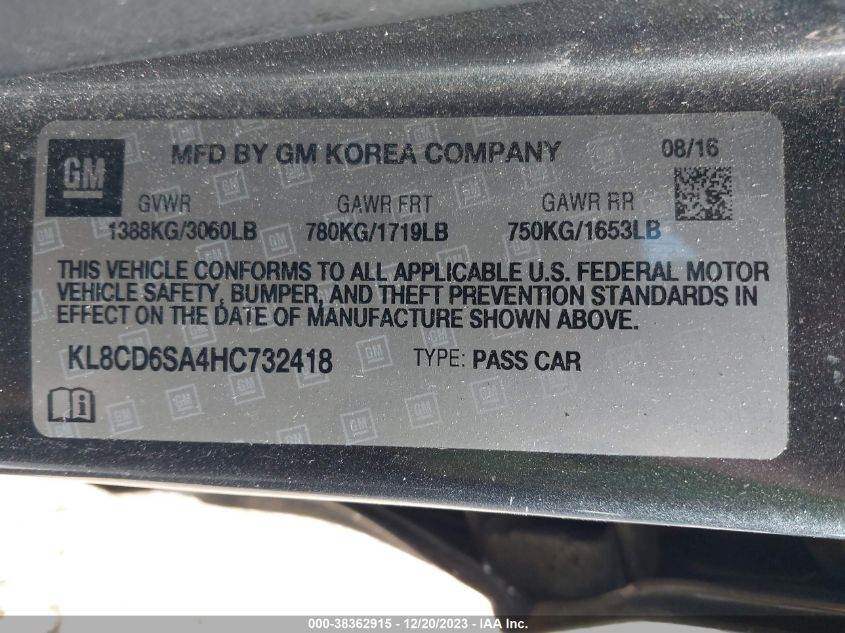 GM MFD BY GM KOREA COMPANY 08/16
GVWR GAWR FRT GAWR RR
1388KG/3060LB 780KG/1719LB 750KG/1653LB
THIS VEHICLE CONFORMS TO ALL APPLICABLE U.S. FEDERAL MOTOR
VEHICLE SAFETY, BUMPER, AND THEFT PREVENTION STANDARDS IN
EFFECT ON THE DATE OF MANUFACTURE SHOWN ABOVE.
KL8CD6SA4HC732418 TYPE: PASS CAR
000-38362915 - 12/20/2023 - IAA Inc.